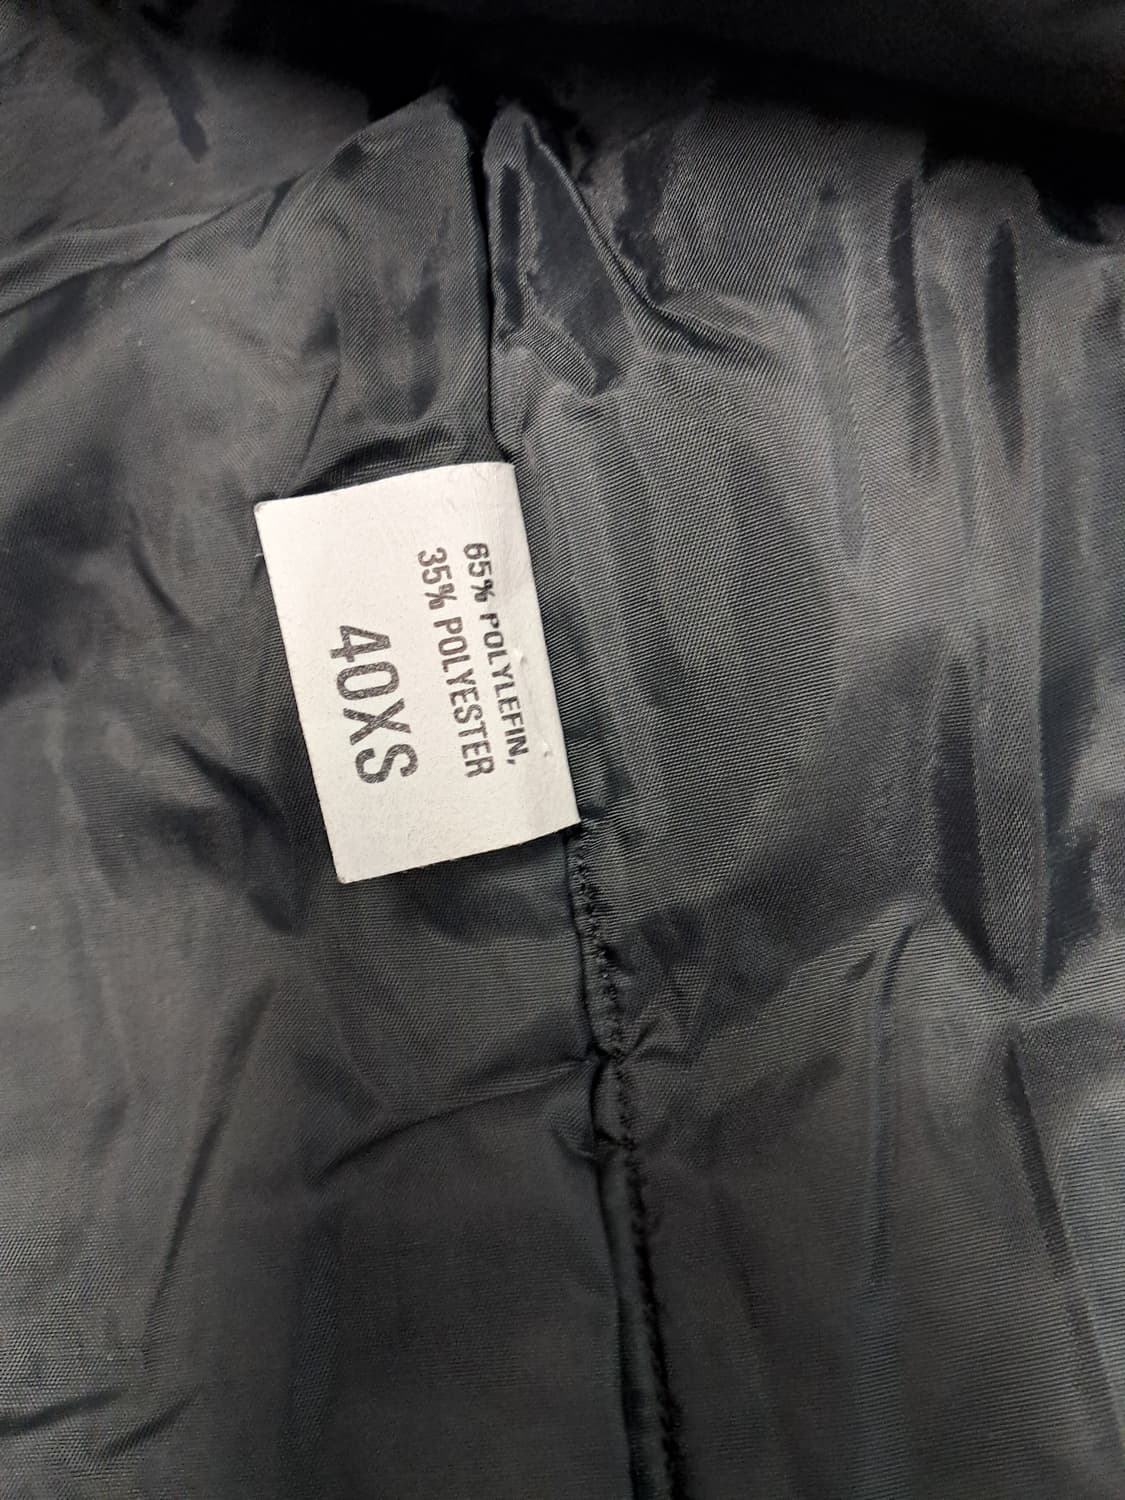 65% POLYLEFIN,
35% POLYESTER
40XS